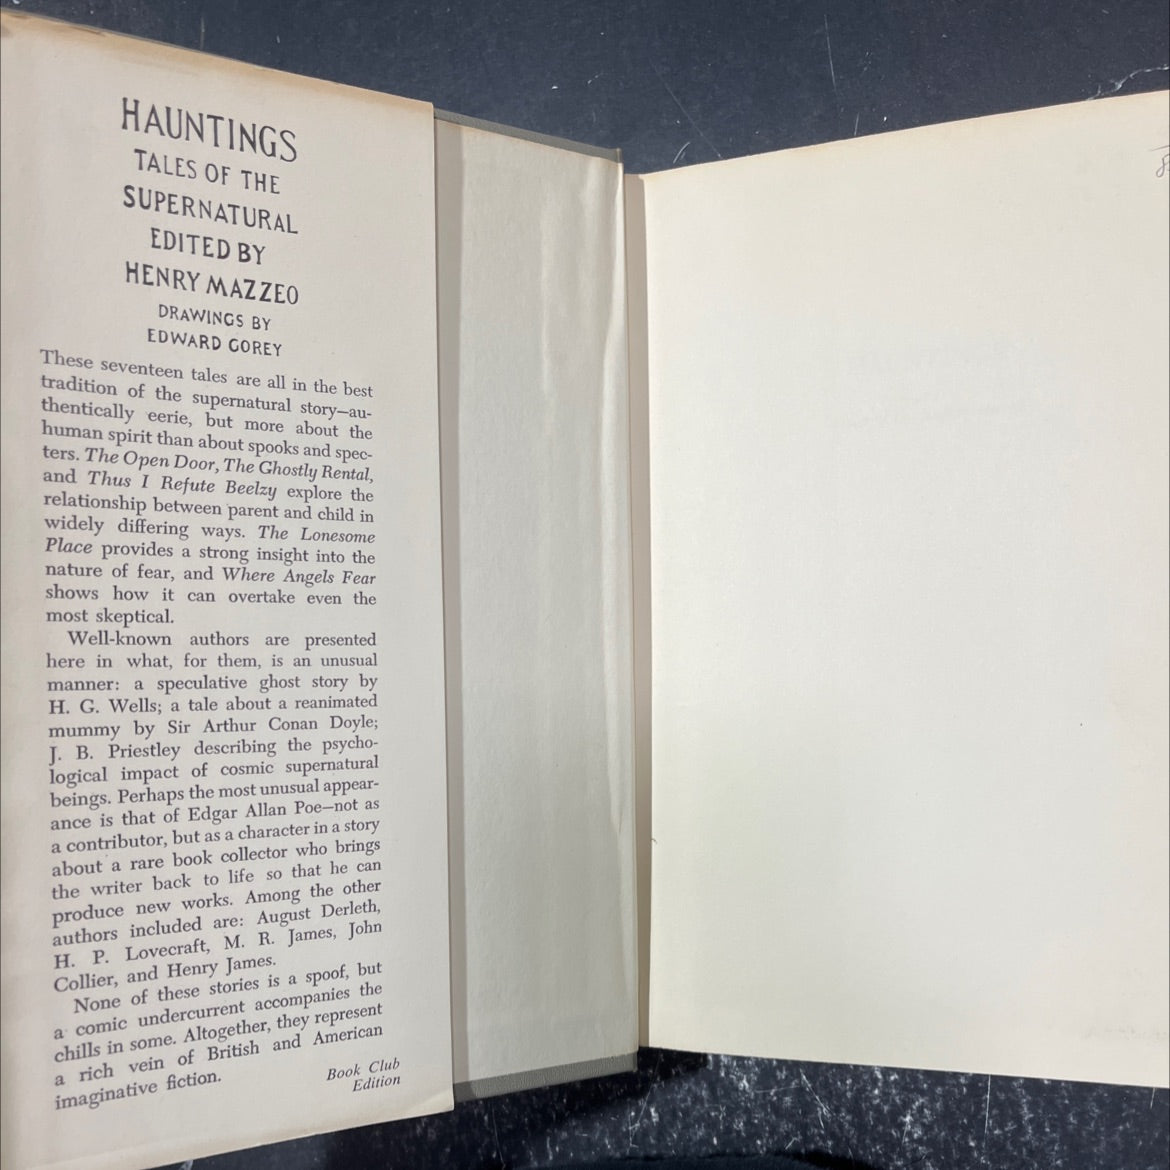 HAUNTINGS
TALES OF THE
SUPERNATURAL
EDITED BY
HENRY MAZZEO
DRAWINGS BY
EDWARD GOREY
These seventeen tales are all in the best
tradition of the supernatural story—au-
thentically eerie, but more about the
human spirit than about spooks and spec-
ters. The Open Door, The Ghostly Rental,
and Thus I Refute Beelzy explore the
relationship between parent and child in
widely differing ways. The Lonesome
Place provides a strong insight into the
nature of fear, and Where Angels Fear
shows how it can overtake even the
most skeptical.
Well-known authors are presented
here in what, for them, is an unusual
manner: a speculative ghost story by
H. G. Wells; a tale about a reanimated
mummy by Sir Arthur Conan Doyle;
J. B. Priestley describing the psycho-
logical impact of cosmic supernatural
beings. Perhaps the most unusual appear-
ance is that of Edgar Allan Poe—not as
a contributor, but as a character in a story
about a rare book collector who brings
the writer back to life so that he can
produce new works. Among the other
authors included are: August Derleth,
H. P. Lovecraft, M. R. James, John
Collier, and Henry James.
None of these stories is a spoof, but
a comic undercurrent accompanies the
chills in some. Altogether, they represent
a rich vein of British and American
imaginative fiction.
Book Club
Edition